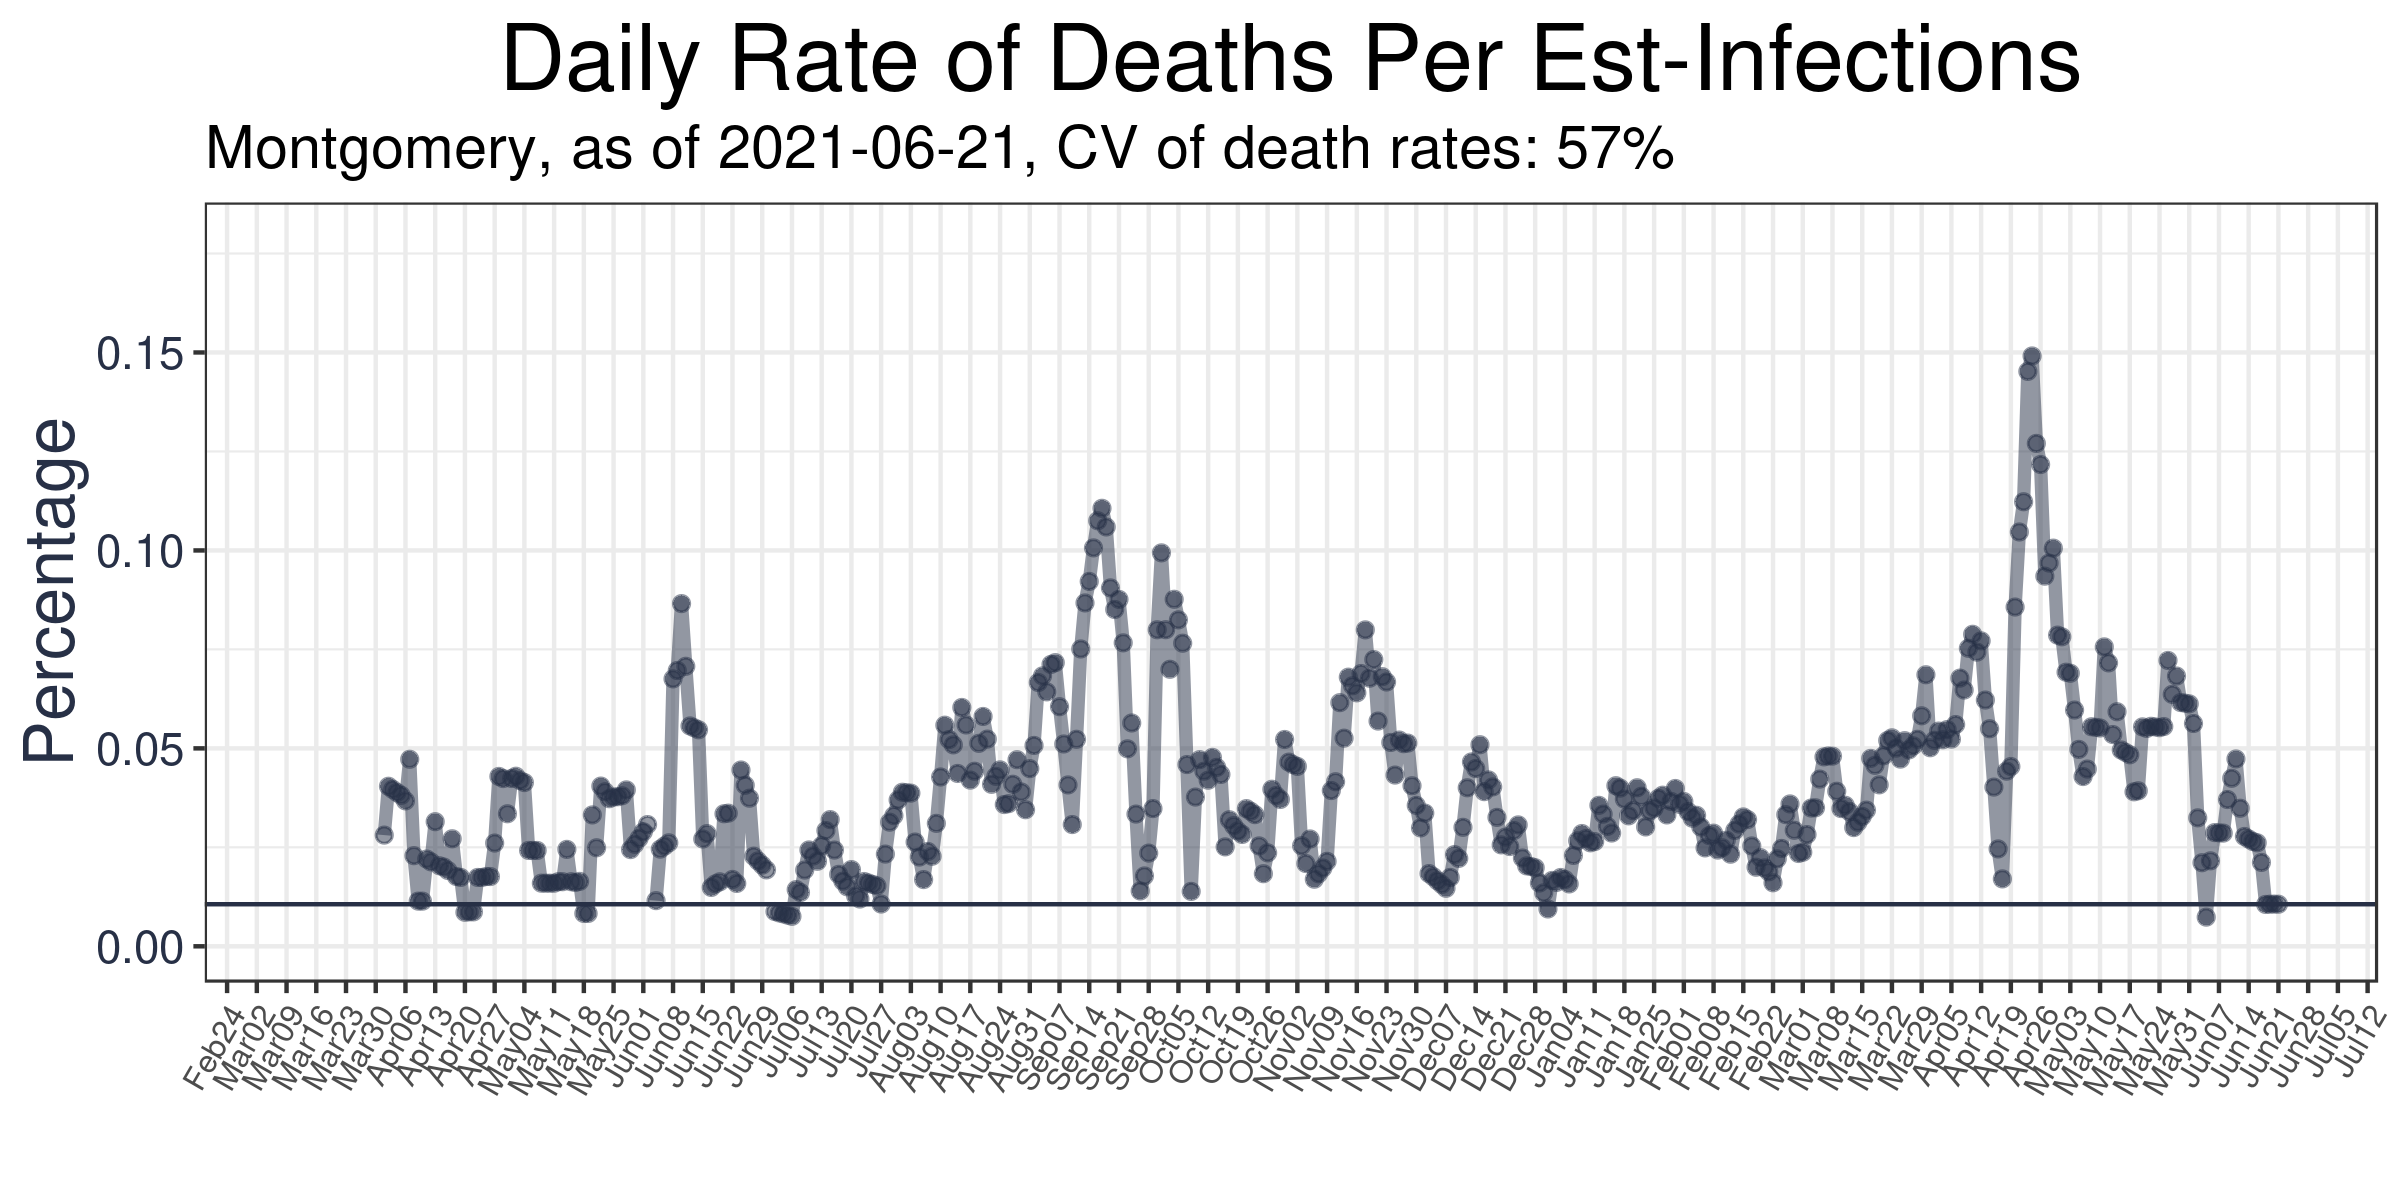 Daily Rate of Deaths Per Est-Infections
Montgomery, as of 2021-06-21, CV of death rates: 57%
Percentage
0.15
0.10
0.05
0.00
Feb24
Mar02
Mar09
Mar16
Mar23
Mar30
Apr06
Apr13
Apr20
Apr27
May04
May11
May18
May25
Jun01
Jun08
Jun15
Jun22
Jun29
Jul06
Jul13
Jul20
Jul27
Aug03
Aug10
Aug17
Aug24
Aug31
Sep07
Sep14
Sep21
Sep28
Oct05
Oct12
Oct19
Oct26
Nov02
Nov09
Nov16
Nov23
Nov30
Dec07
Dec14
Dec21
Dec28
Jan04
Jan11
Jan18
Jan25
Feb01
Feb08
Feb15
Feb22
Mar01
Mar08
Mar15
Mar22
Mar29
Apr05
Apr12
Apr19
Apr26
May03
May10
May17
May24
May31
Jun07
Jun14
Jun21
Jun28
Jul05
Jul12